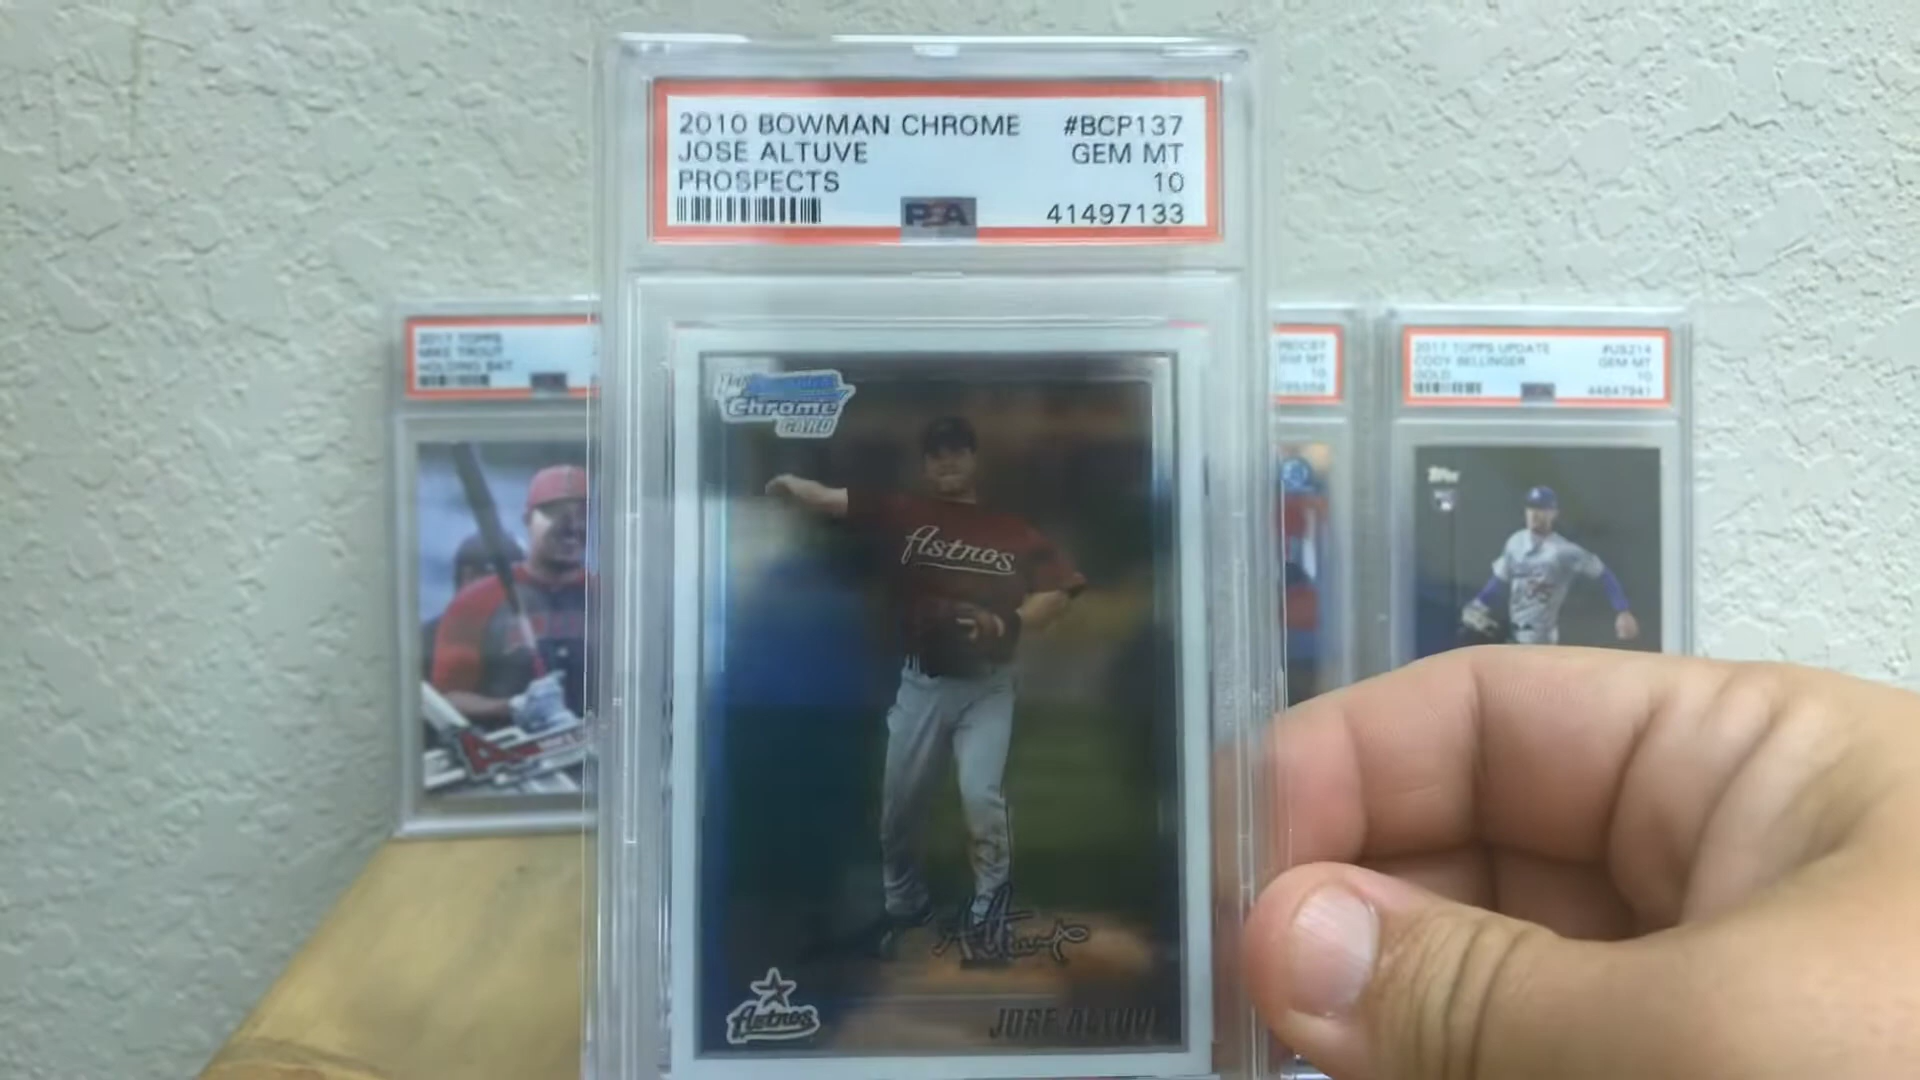 2010 BOWMAN CHROME #BCP137
JOSE ALTUVE GEM MT
PROSPECTS 10
PSA 41497133
Chrome
CARD
Astros
Astros
JOSE ALTUVE
2017 TOPPS
MIKE TROUT
HOLDING BAT
GEM MT
10
2017 TOPPS UPDATE #US214
CODY BELLINGER GEM MT
GOLD 10
44647941
Topps